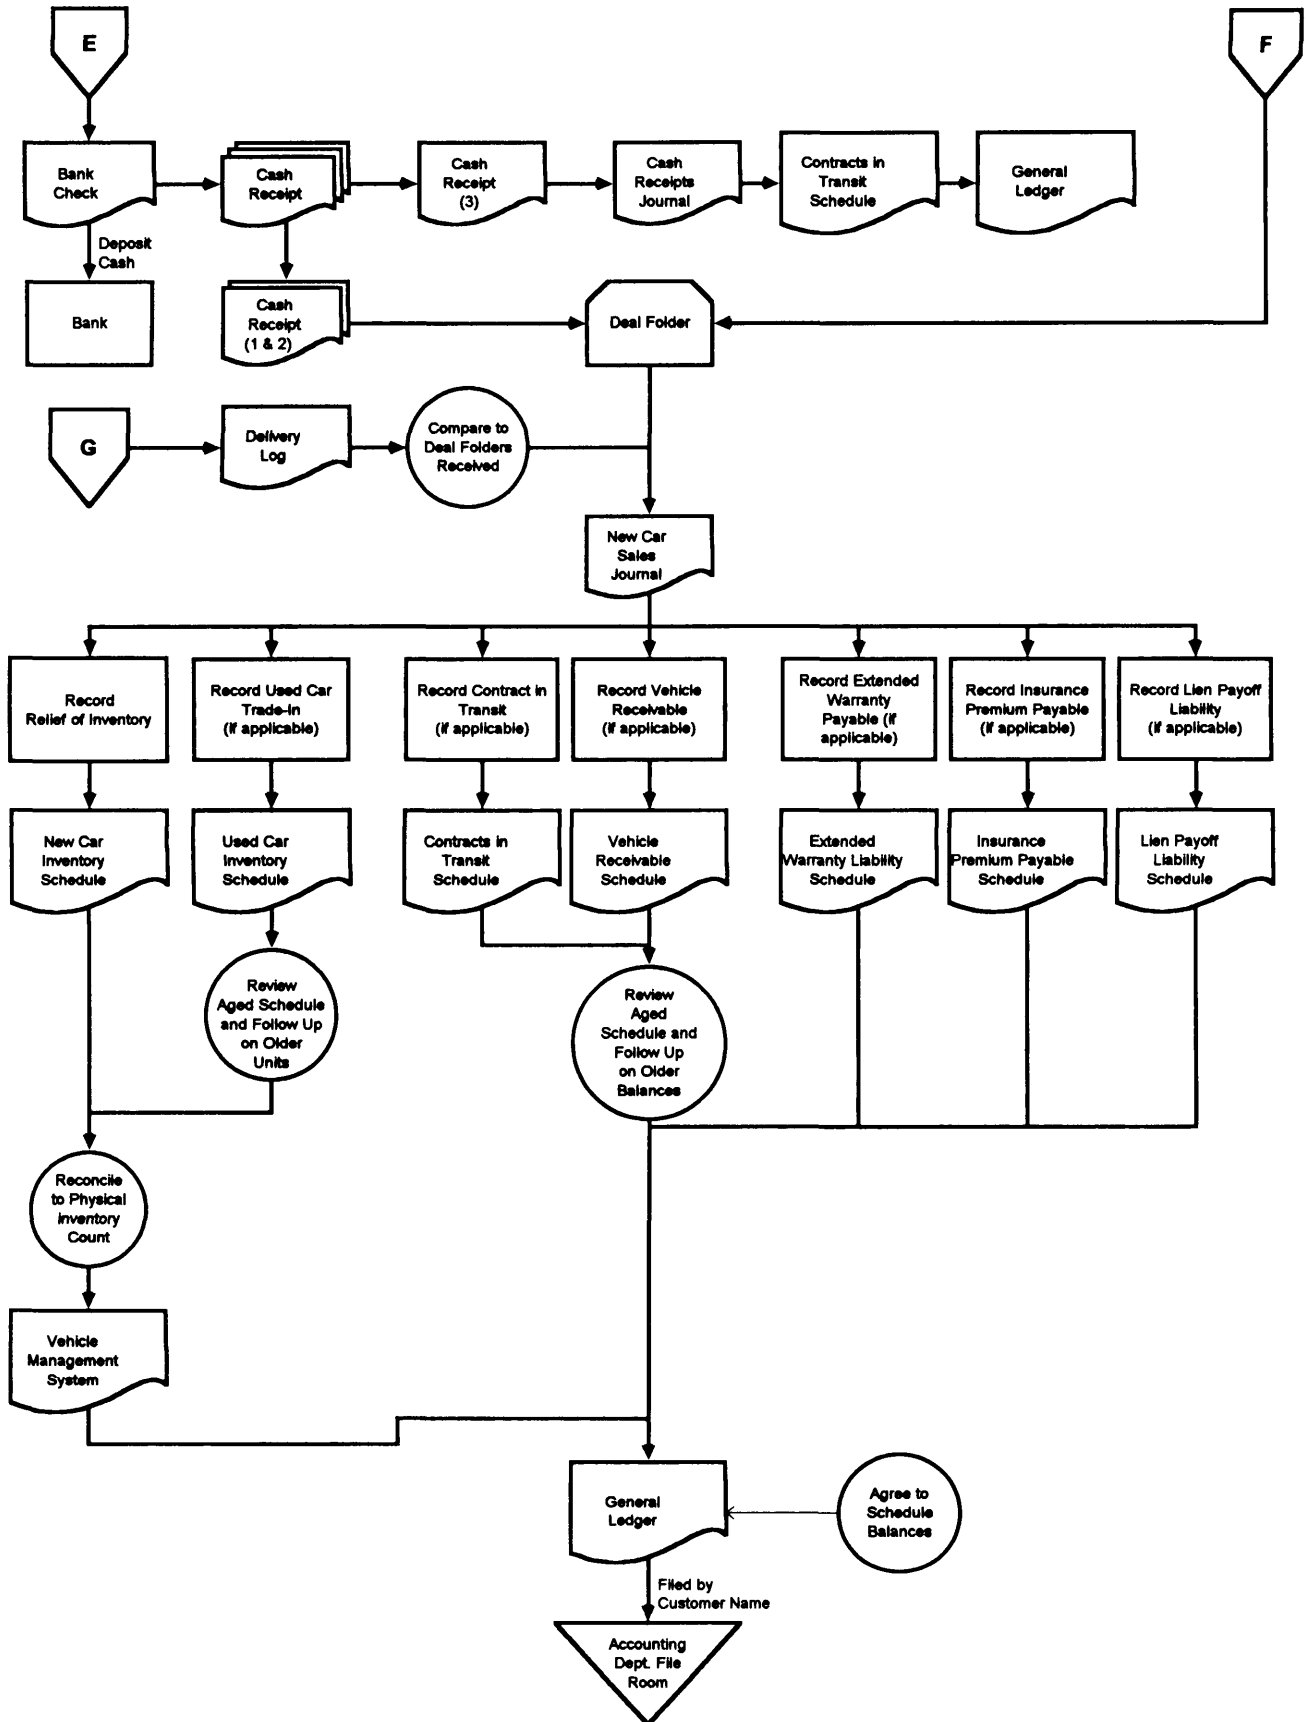 E
F
Bank
Check
Cash
Receipt
Cash
Receipt
(3)
Cash
Receipts
Journal
Contracts in
Transit
Schedule
General
Ledger
Deposit
Cash
Bank
Cash
Receipt
(1 & 2)
Deal Folder
G
Delivery
Log
Compare to
Deal Folders
Received
New Car
Sales
Journal
Record
Relief of Inventory
Record Used Car
Trade-In
(if applicable)
Record Contract in
Transit
(if applicable)
Record Vehicle
Receivable
(if applicable)
Record Extended
Warranty
Payable (if
applicable)
Record Insurance
Premium Payable
(if applicable)
Record Lien Payoff
Liability
(if applicable)
New Car
Inventory
Schedule
Used Car
Inventory
Schedule
Contracts in
Transit
Schedule
Vehicle
Receivable
Schedule
Extended
Warranty Liability
Schedule
Insurance
Premium Payable
Schedule
Lien Payoff
Liability
Schedule
Review
Aged Schedule
and Follow Up
on Older
Units
Review
Aged
Schedule and
Follow Up
on Older
Balances
Reconcile
to Physical
Inventory
Count
Vehicle
Management
System
General
Ledger
Agree to
Schedule
Balances
Filed by
Customer Name
Accounting
Dept. File
Room